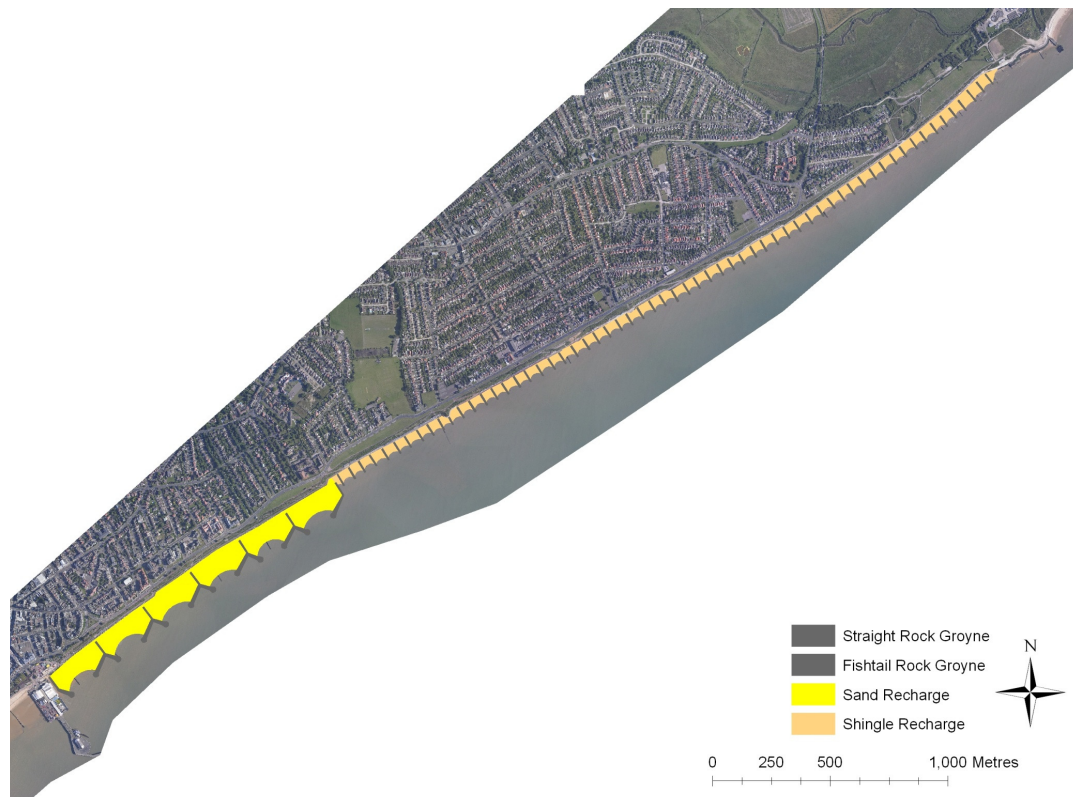 Straight Rock Groyne
Fishtail Rock Groyne
Sand Recharge
Shingle Recharge
N
0 250 500 1,000 Metres